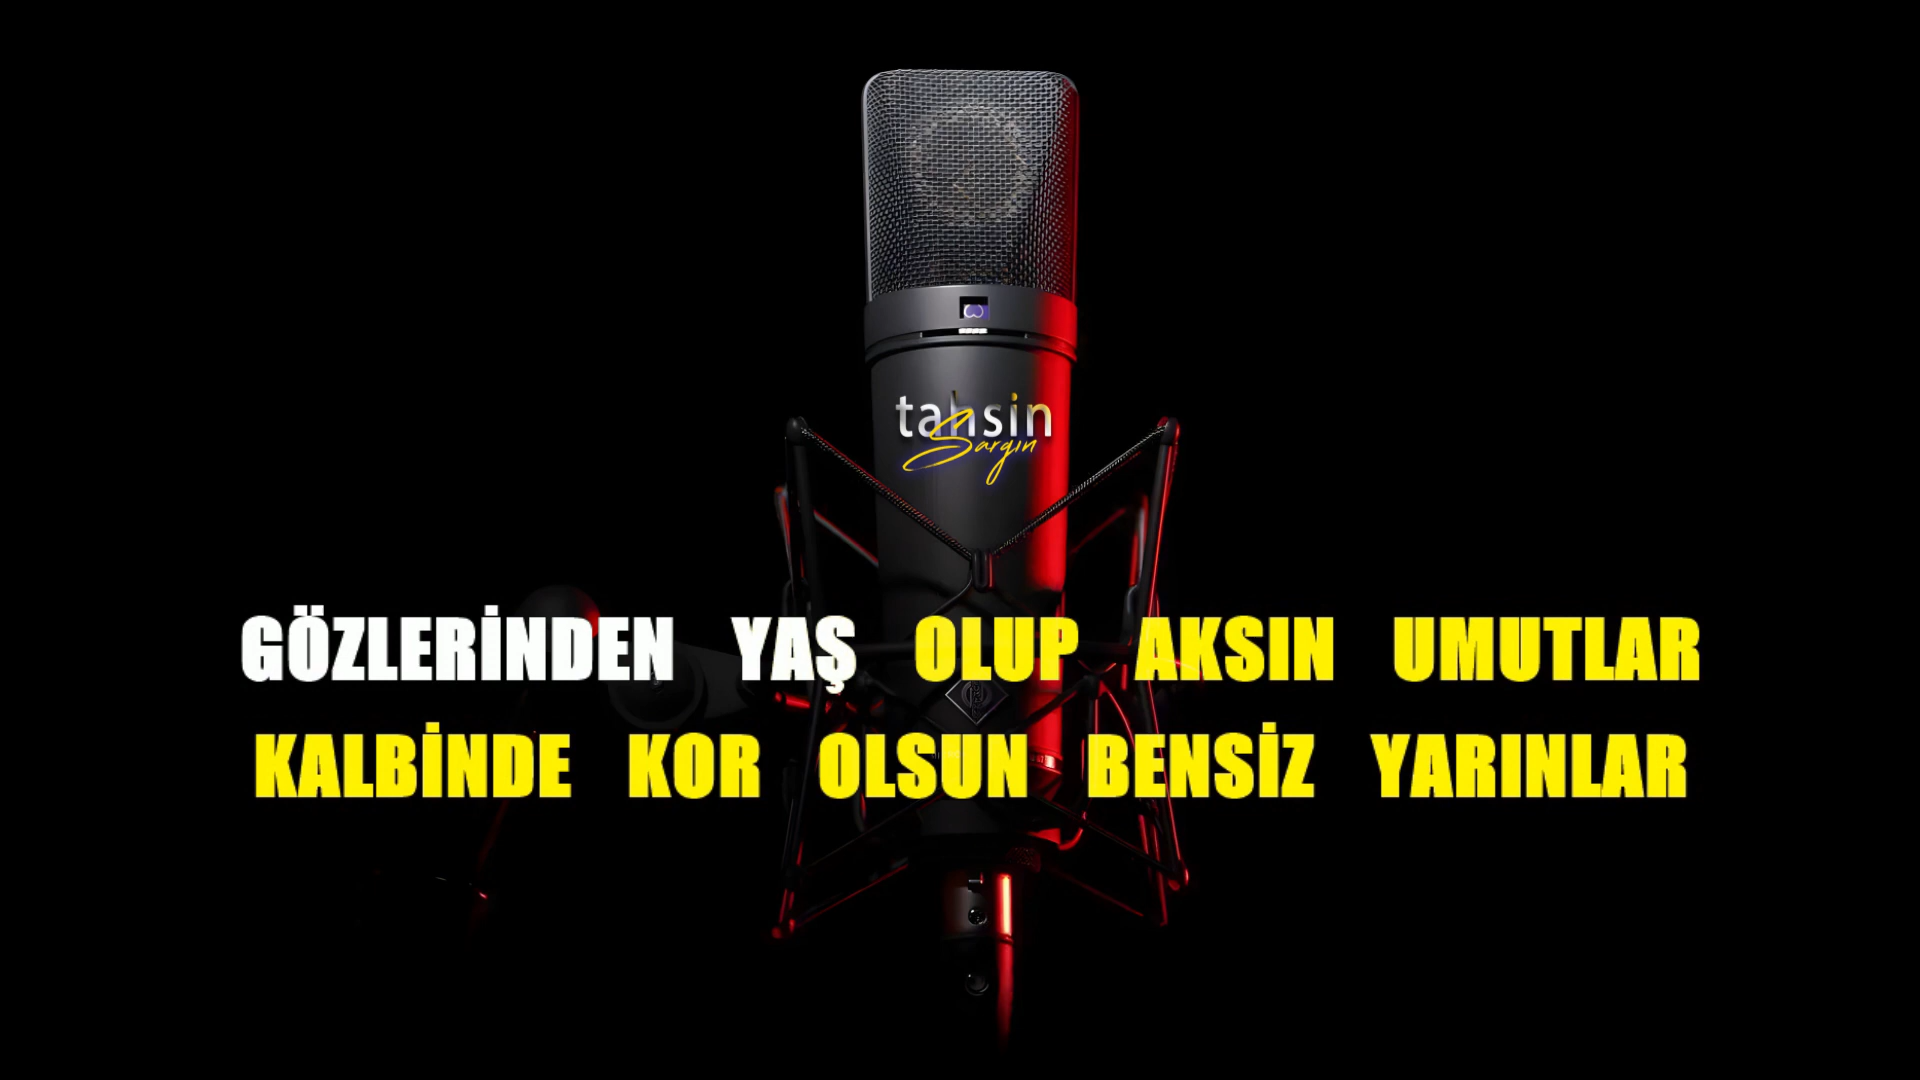 tahsin
Sargın
GÖZLERİNDEN YAŞ OLUP AKSIN UMUTLAR
KALBİNDE KOR OLSUN BENSİZ YARINLAR